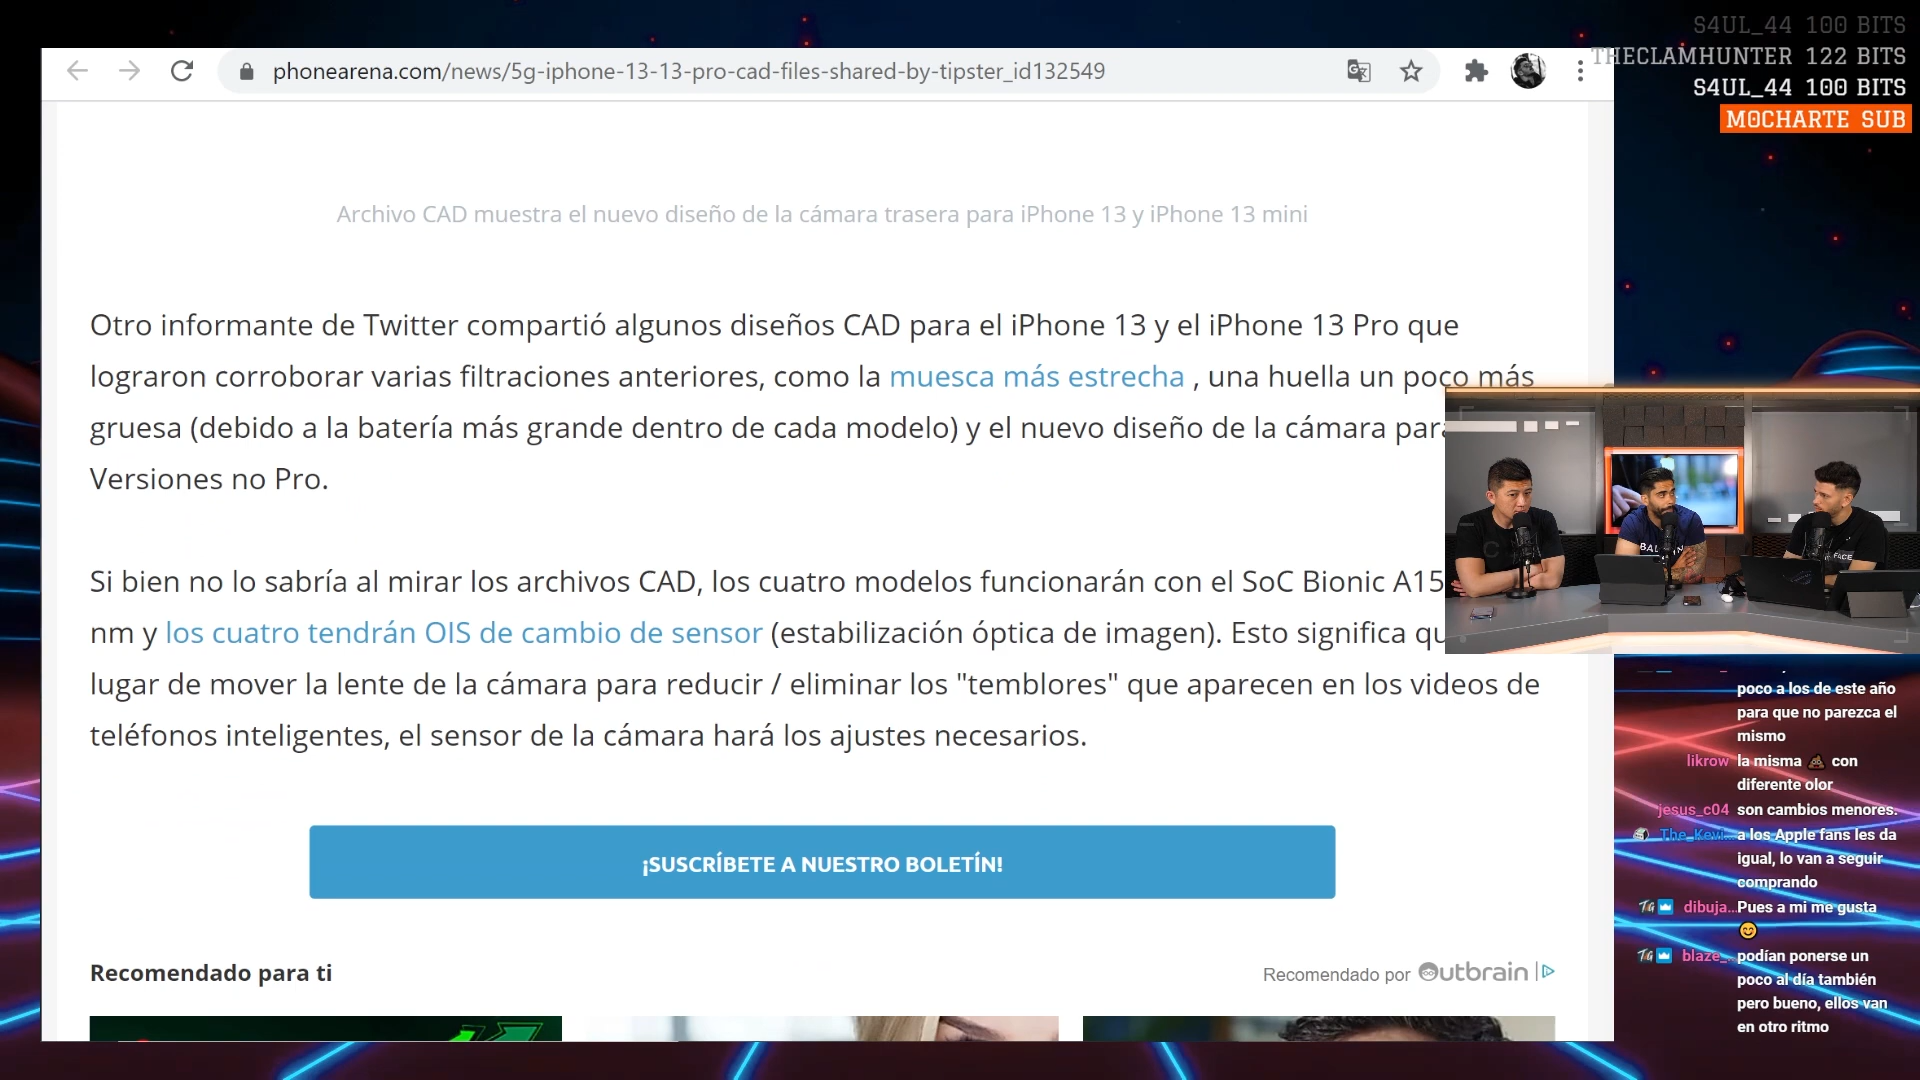 S4UL_44 100 BITS
THECLAMHUNTER 122 BITS
S4UL_44 100 BITS
M0CHARTE SUB
phonearena.com/news/5g-iphone-13-13-pro-cad-files-shared-by-tipster_id132549
Archivo CAD muestra el nuevo diseño de la cámara trasera para iPhone 13 y iPhone 13 mini
Otro informante de Twitter compartió algunos diseños CAD para el iPhone 13 y el iPhone 13 Pro que
lograron corroborar varias filtraciones anteriores, como la muesca más estrecha , una huella un poco más
gruesa (debido a la batería más grande dentro de cada modelo) y el nuevo diseño de la cámara para
Versiones no Pro.
Si bien no lo sabría al mirar los archivos CAD, los cuatro modelos funcionarán con el SoC Bionic A15
nm y los cuatro tendrán OIS de cambio de sensor (estabilización óptica de imagen). Esto significa qu
lugar de mover la lente de la cámara para reducir / eliminar los "temblores" que aparecen en los videos de
teléfonos inteligentes, el sensor de la cámara hará los ajustes necesarios.
¡SUSCRÍBETE A NUESTRO BOLETÍN!
Recomendado para ti
Recomendado por Outbrain
poco a los de este año
para que no parezca el
mismo
likrow la misma 💩 con
diferente olor
jesus_c04 son cambios menores.
The_Kevi... a los Apple fans les da
igual, lo van a seguir
comprando
TG dibuja... Pues a mi me gusta
😊
TG blaze_... podían ponerse un
poco al día también
pero bueno, ellos van
en otro ritmo